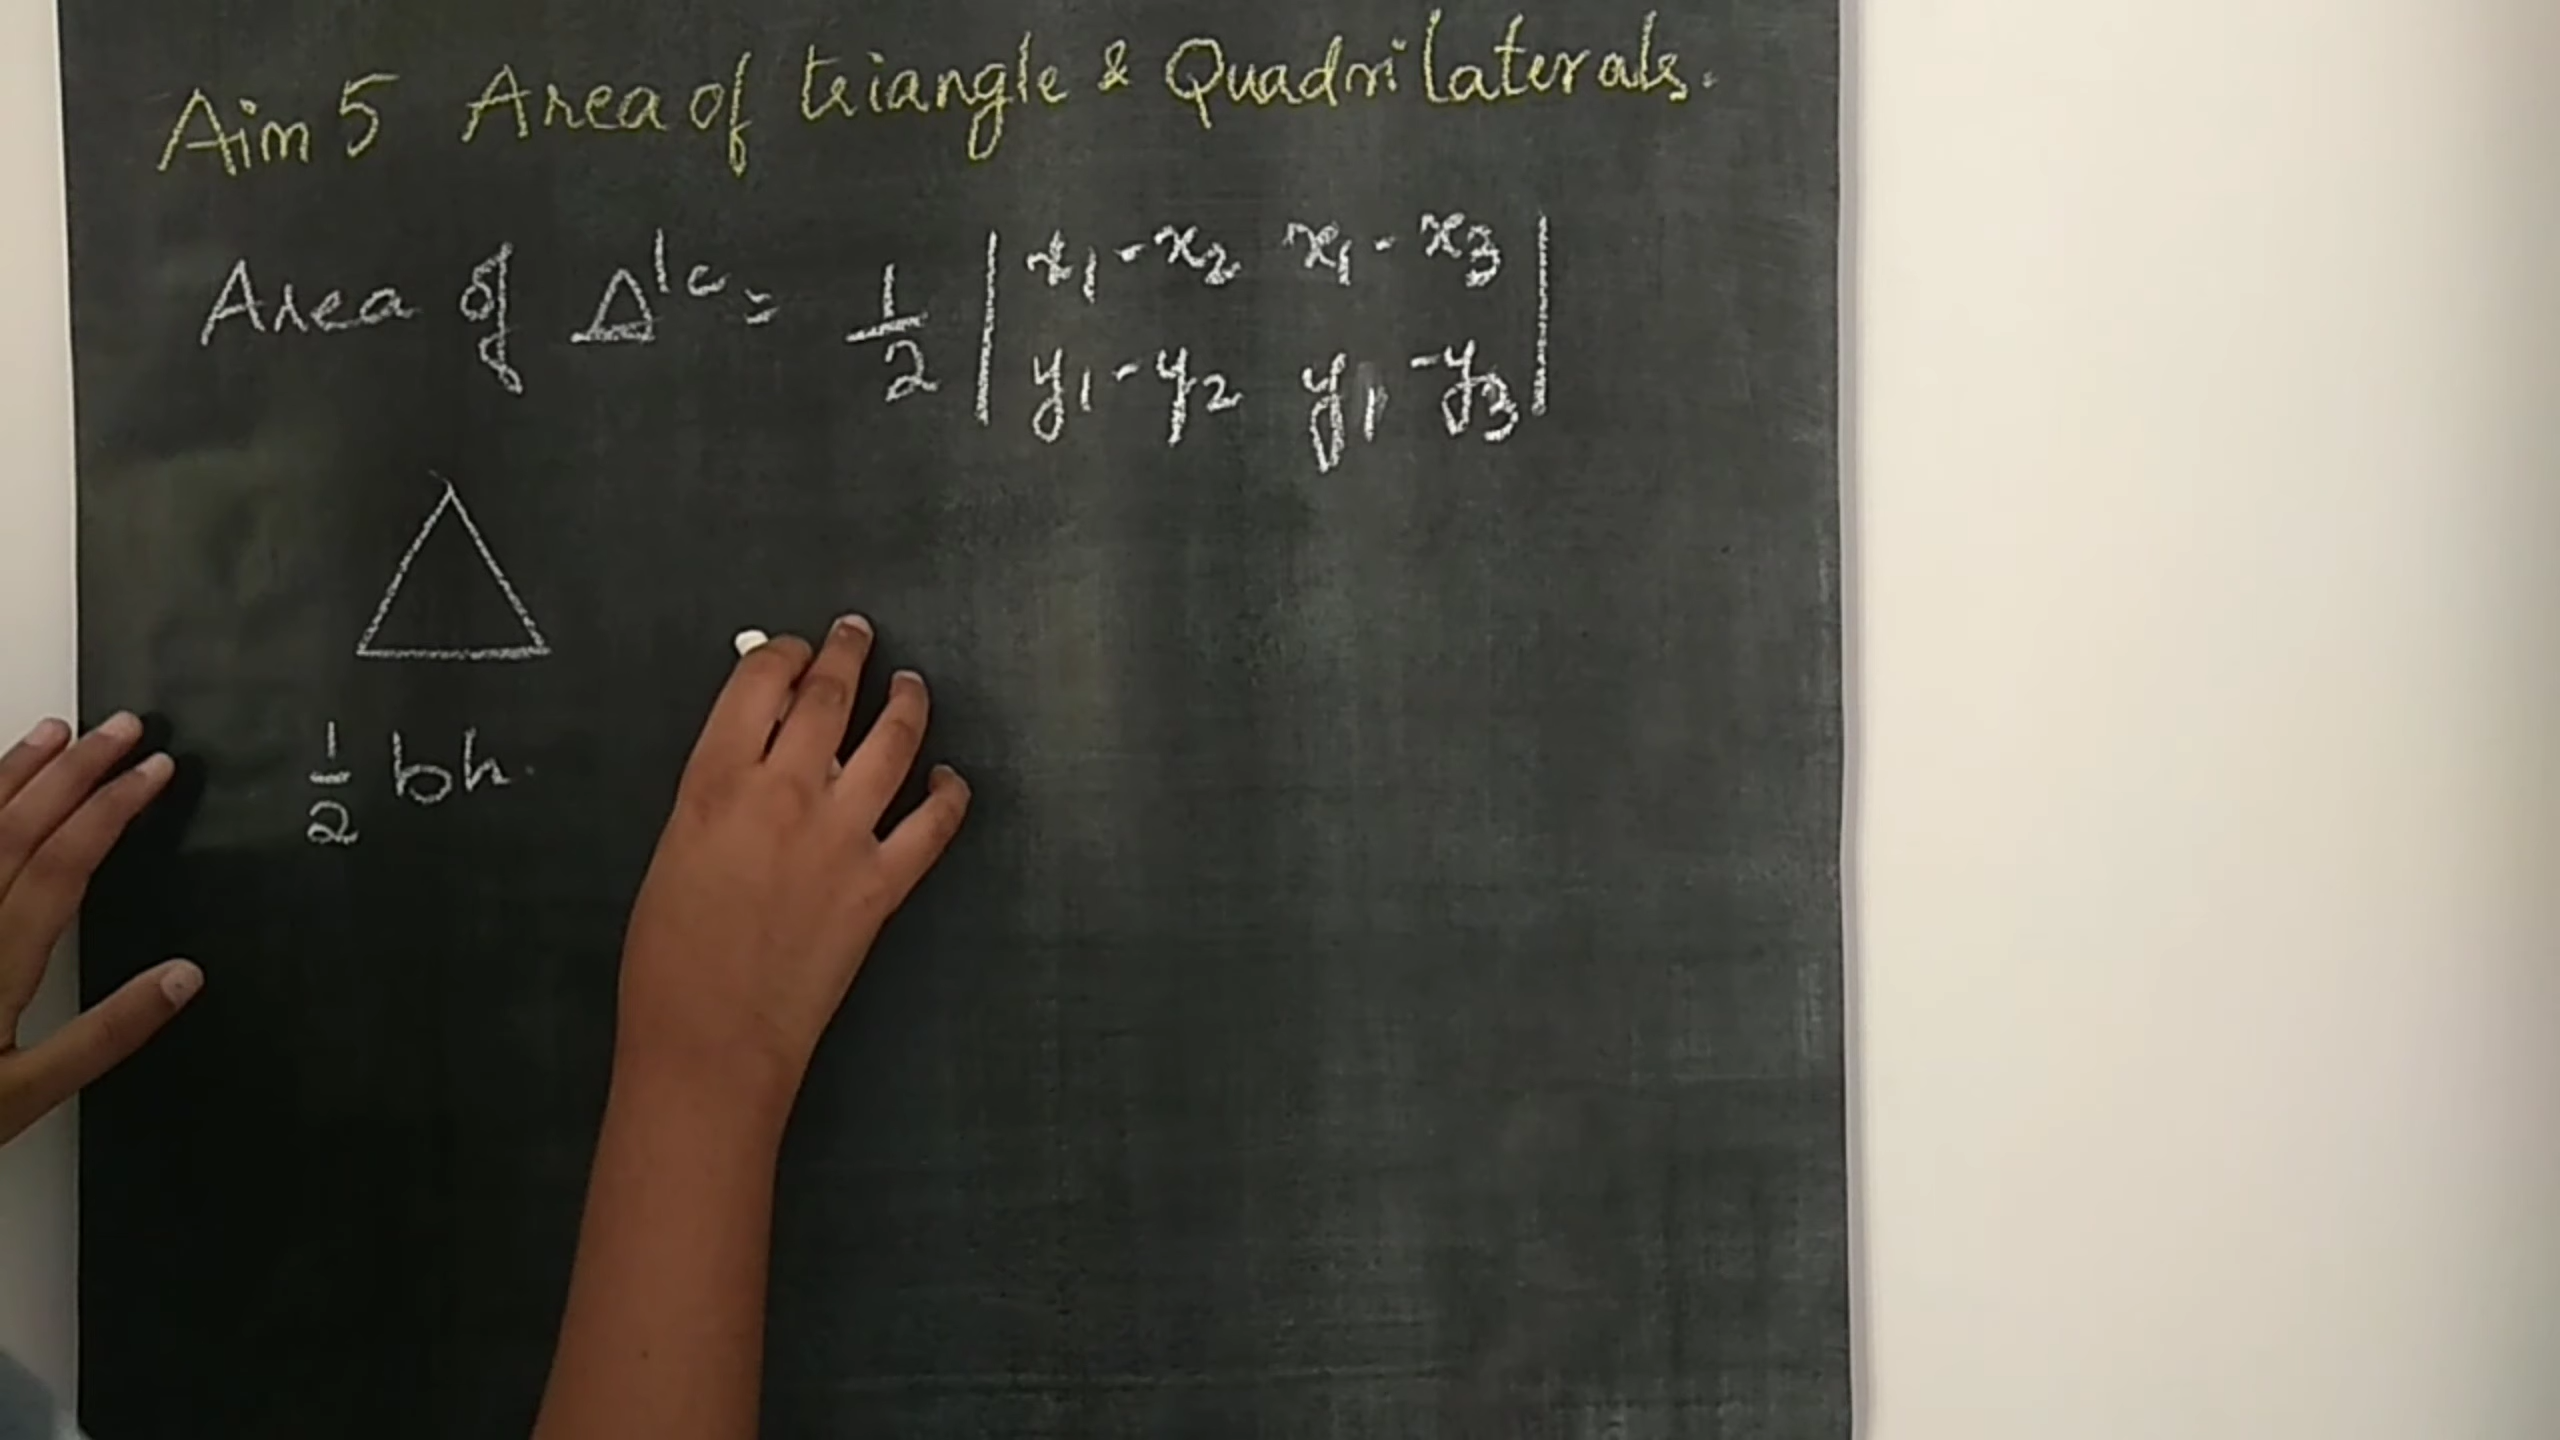 Aim 5 Area of triangle & Quadrilaterals.
Area of Δle = 1/2 | x1-x2 x1-x3 |
| y1-y2 y1-y3 |
1/2 bh.